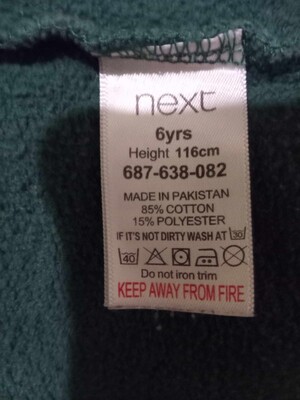 next
6yrs
Height 116cm
687-638-082
MADE IN PAKISTAN
85% COTTON
15% POLYESTER
IF IT'S NOT DIRTY WASH AT 30
40
Do not iron trim
KEEP AWAY FROM FIRE